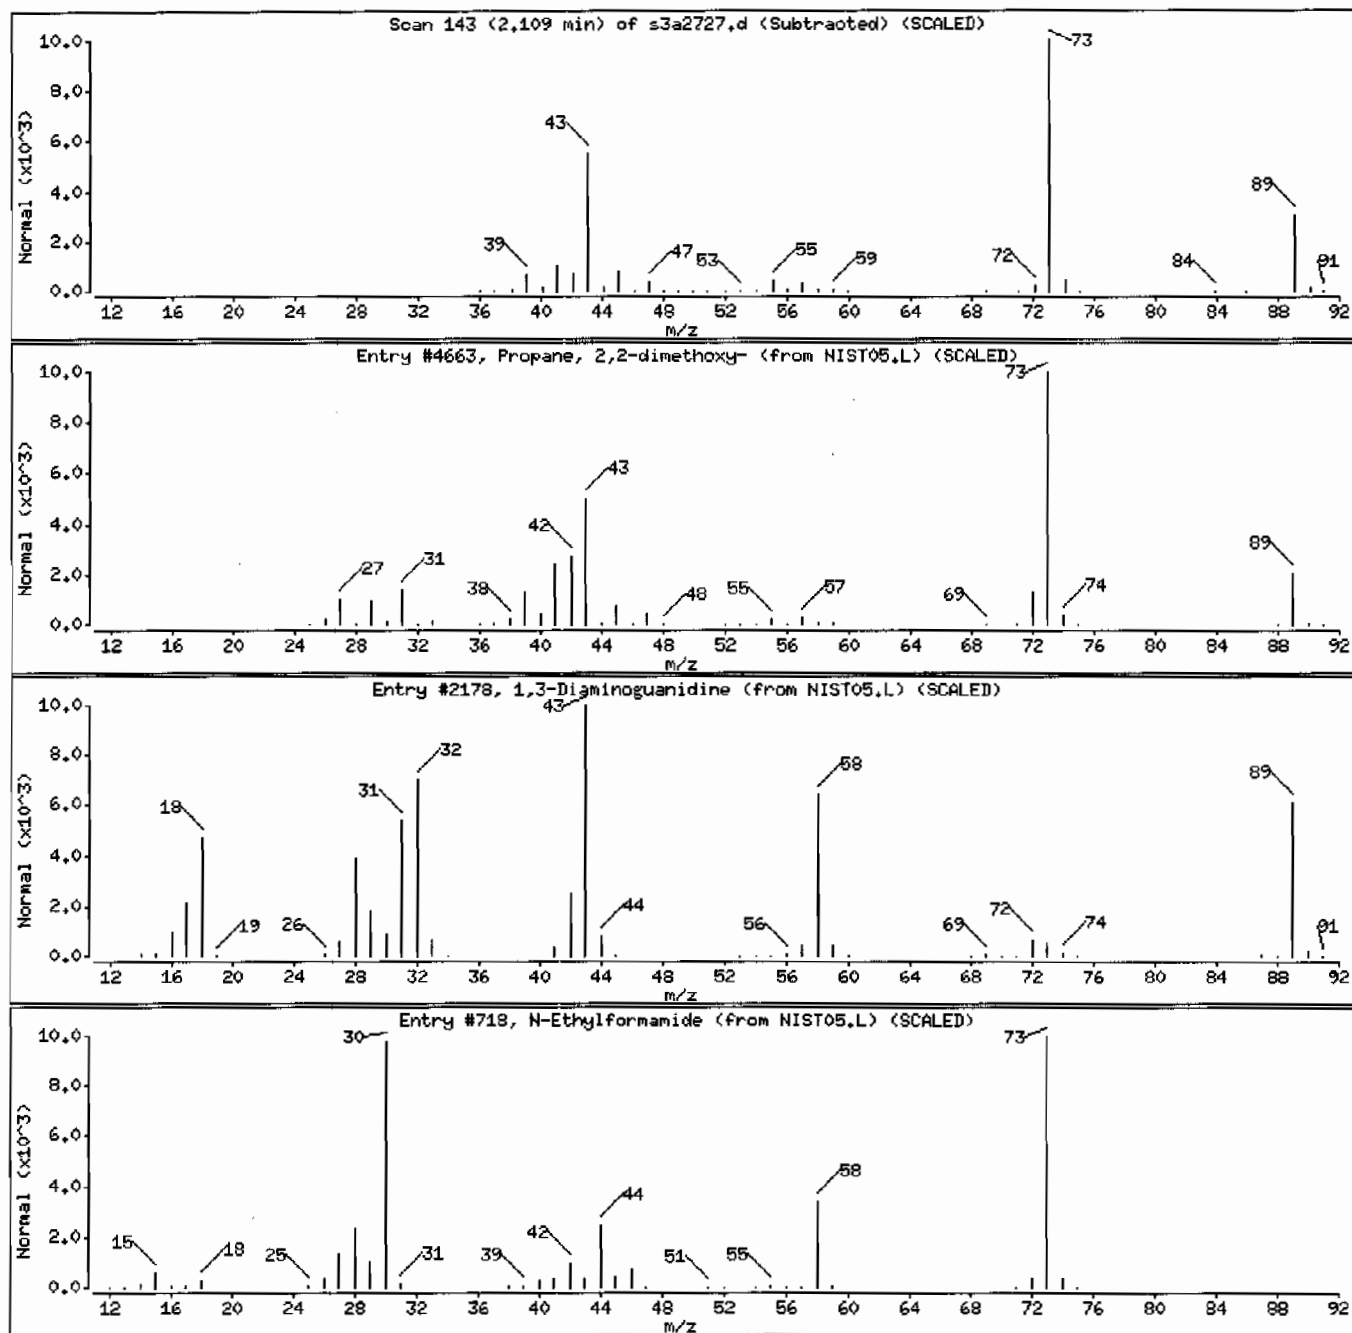 Scan 143 (2.109 min) of s3a2727.d (Subtracted) (SCALED)
10.0
8.0
6.0
4.0
2.0
0.0
Normal (x10^3)
39 43 47 53 55 59 72 73 84 89 91
12 16 20 24 28 32 36 40 44 48 52 56 60 64 68 72 76 80 84 88 92
m/z
Entry #4663, Propane, 2,2-dimethoxy- (from NIST05.L) (SCALED)
10.0
8.0
6.0
4.0
2.0
0.0
Normal (x10^3)
27 31 38 42 43 48 55 57 69 73 74 89
12 16 20 24 28 32 36 40 44 48 52 56 60 64 68 72 76 80 84 88 92
m/z
Entry #2178, 1,3-Diaminoguanidine (from NIST05.L) (SCALED)
10.0
8.0
6.0
4.0
2.0
0.0
Normal (x10^3)
18 19 26 31 32 43 44 56 58 69 72 74 89 91
12 16 20 24 28 32 36 40 44 48 52 56 60 64 68 72 76 80 84 88 92
m/z
Entry #718, N-Ethylformamide (from NIST05.L) (SCALED)
10.0
8.0
6.0
4.0
2.0
0.0
Normal (x10^3)
15 18 25 30 31 39 42 44 51 55 58 73
12 16 20 24 28 32 36 40 44 48 52 56 60 64 68 72 76 80 84 88 92